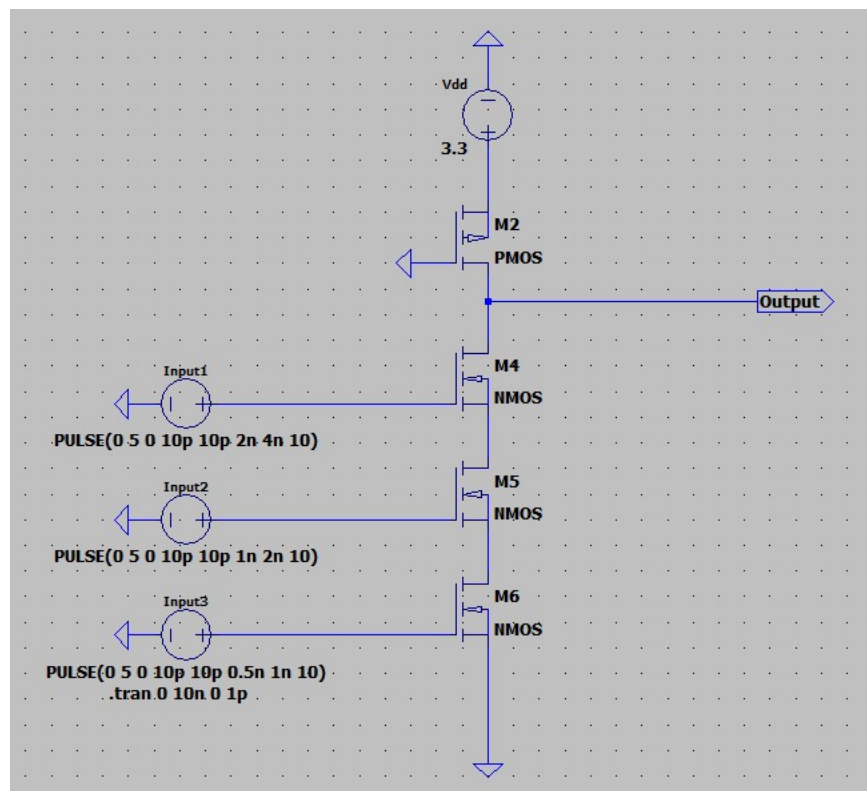 Vdd
3.3
M2
PMOS
Output
M4
Input1
NMOS
PULSE(0 5 0 10p 10p 2n 4n 10)
M5
Input2
NMOS
PULSE(0 5 0 10p 10p 1n 2n 10)
M6
Input3
NMOS
PULSE(0 5 0 10p 10p 0.5n 1n 10)
.tran 0 10n 0 1p